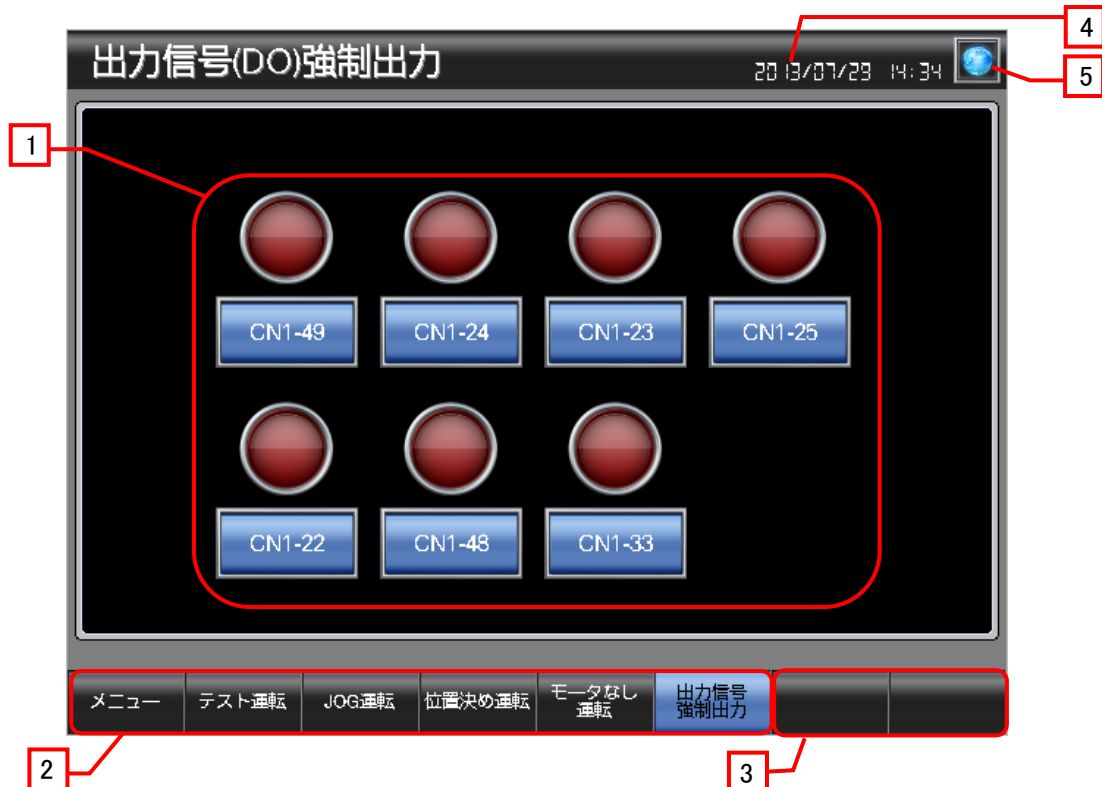 4
出力信号(DO)強制出力
2013/07/29 14:34
5
1
CN1-49 CN1-24 CN1-23 CN1-25
CN1-22 CN1-48 CN1-33
メニュー テスト運転 JOG運転 位置決め運転 モータなし
運転 出力信号
強制出力
2
3